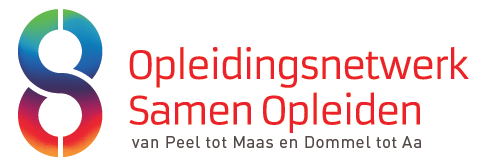 Opleidingsnetwerk
Samen Opleiden
van Peel tot Maas en Dommel tot Aa